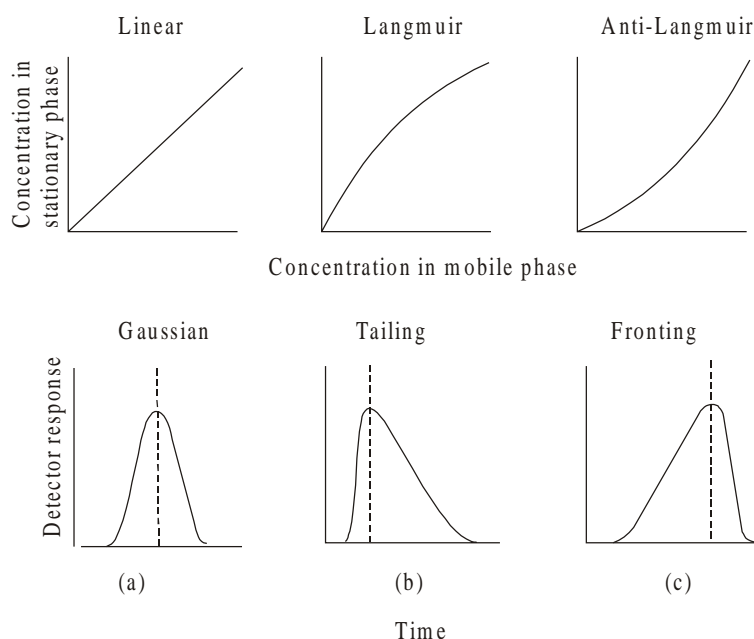 Linear
Langmuir
Anti-Langmuir
Concentration in
stationary phase
Concentration in mobile phase
Gaussian
Tailing
Fronting
Detector response
(a)
(b)
(c)
Time